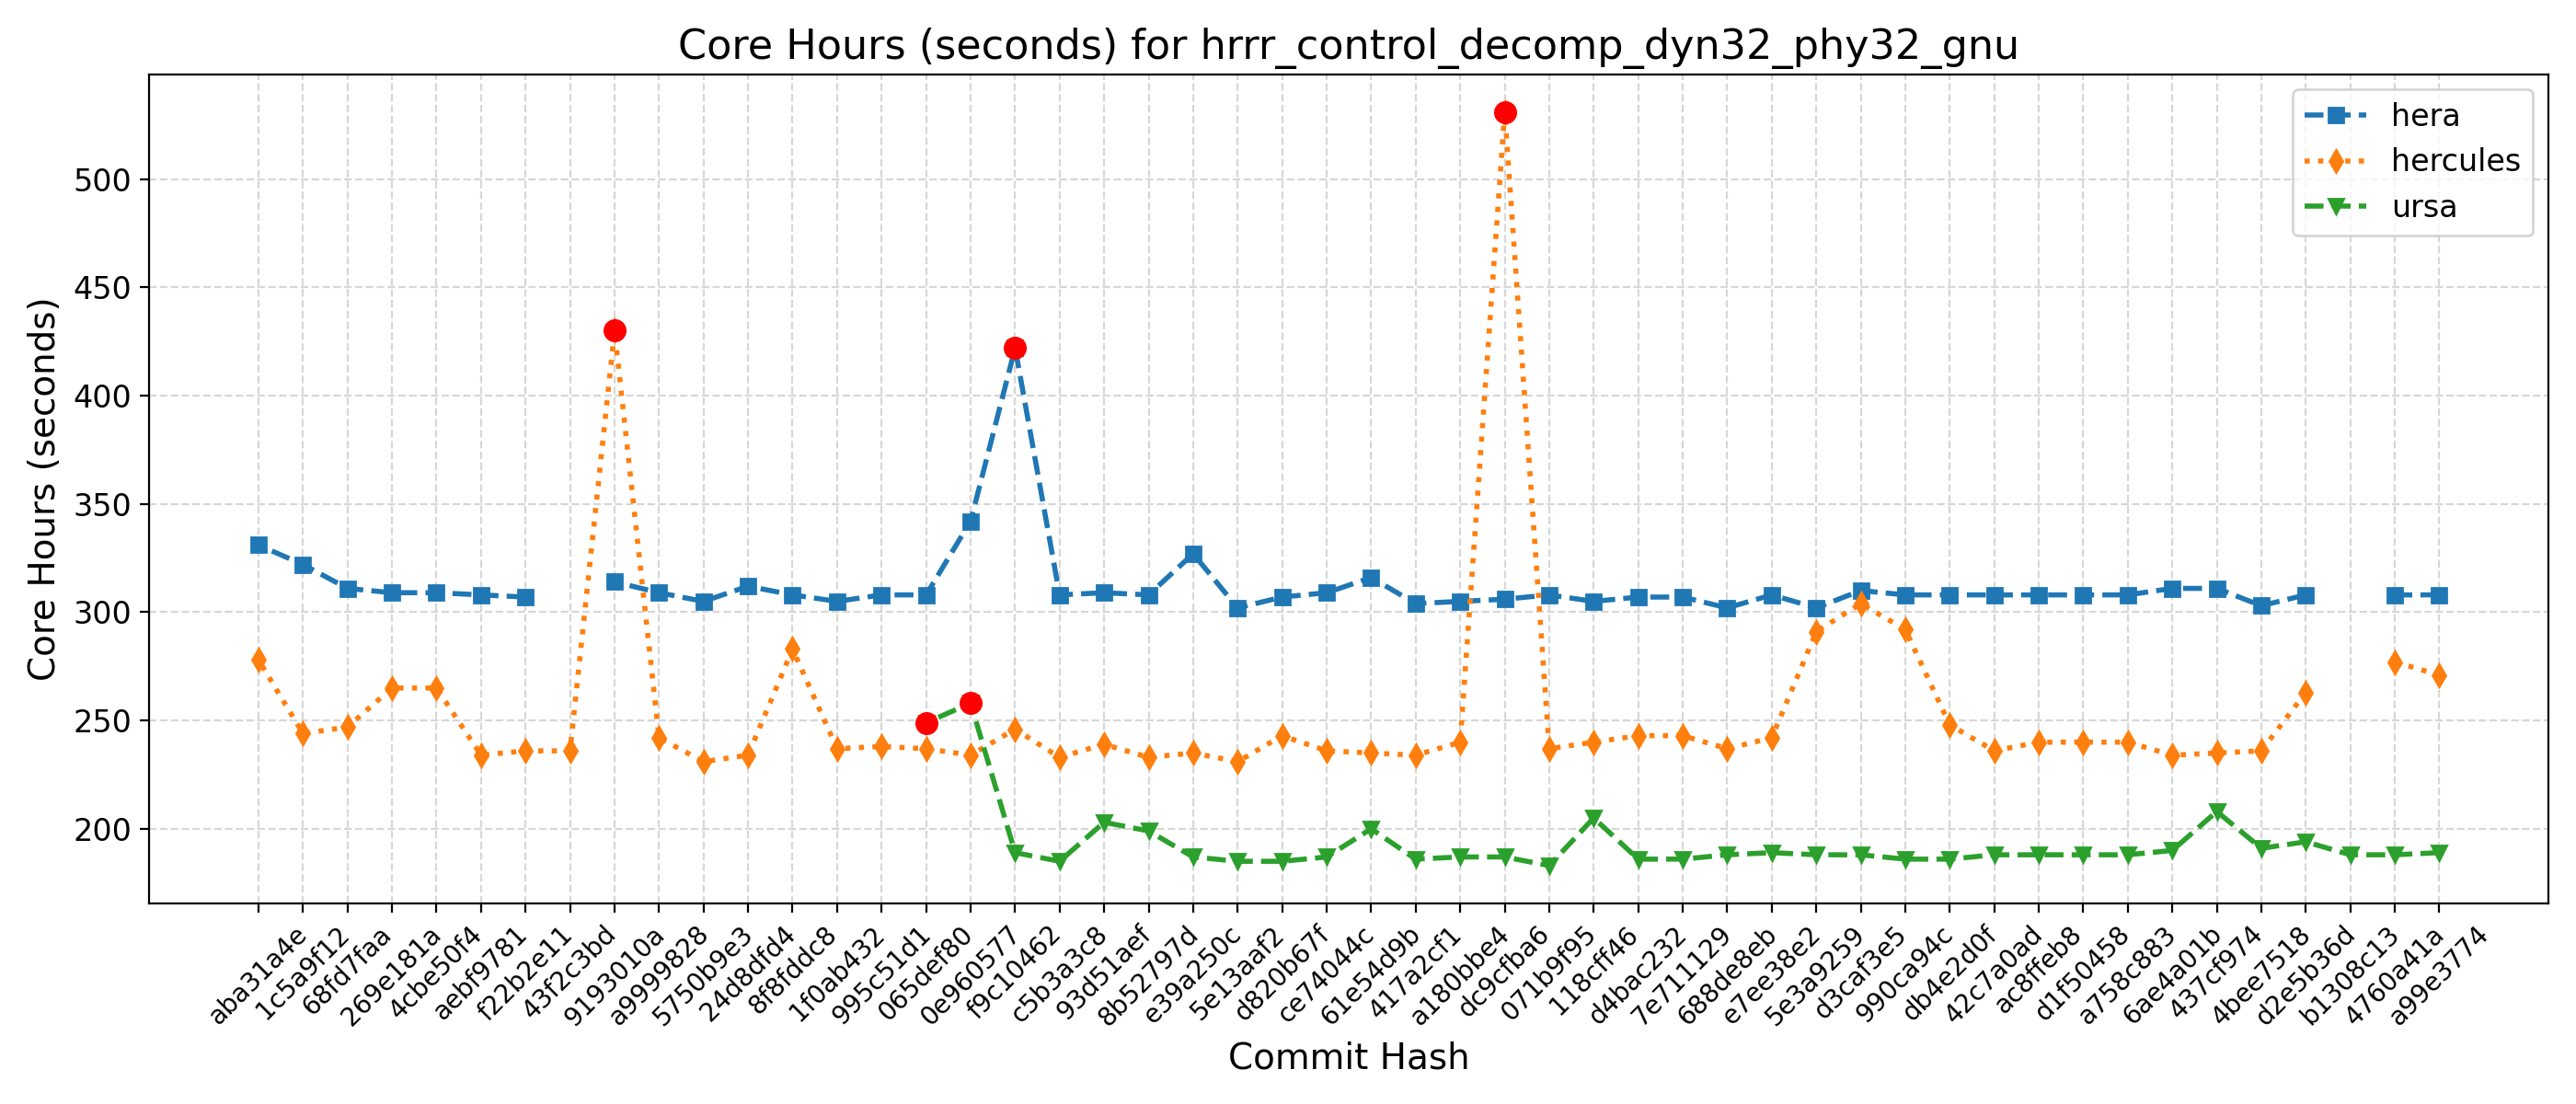 Core Hours (seconds) for hrrr_control_decomp_dyn32_phy32_gnu
hera
hercules
ursa
Core Hours (seconds)
500
450
400
350
300
250
200
aba31a4e
1c5a9f12
68fd7faa
269e181a
4cbe50f4
aebf9781
f22b2e11
43f2c3bd
9193010a
a9999828
5750b9e3
24d8dfd4
8f8fddc8
1f0ab432
995c51d1
065def80
0e960577
f9c10462
c5b3a3c8
93d51aef
8b52797d
e39a250c
5e13aaf2
d820b67f
ce74044c
61e54d9b
417a2cf1
a180bbe4
dc9cfba6
071b9f95
118cff46
d4bac232
7e711129
688de8eb
e7ee38e2
5e3a9259
d3caf3e5
990ca94c
db4e2d0f
42c7a0ad
ac8ffeb8
d1f50458
a758c883
6ae4a01b
437cf974
4bee7518
d2e5b36d
b1308c13
4760a41a
a99e3774
Commit Hash